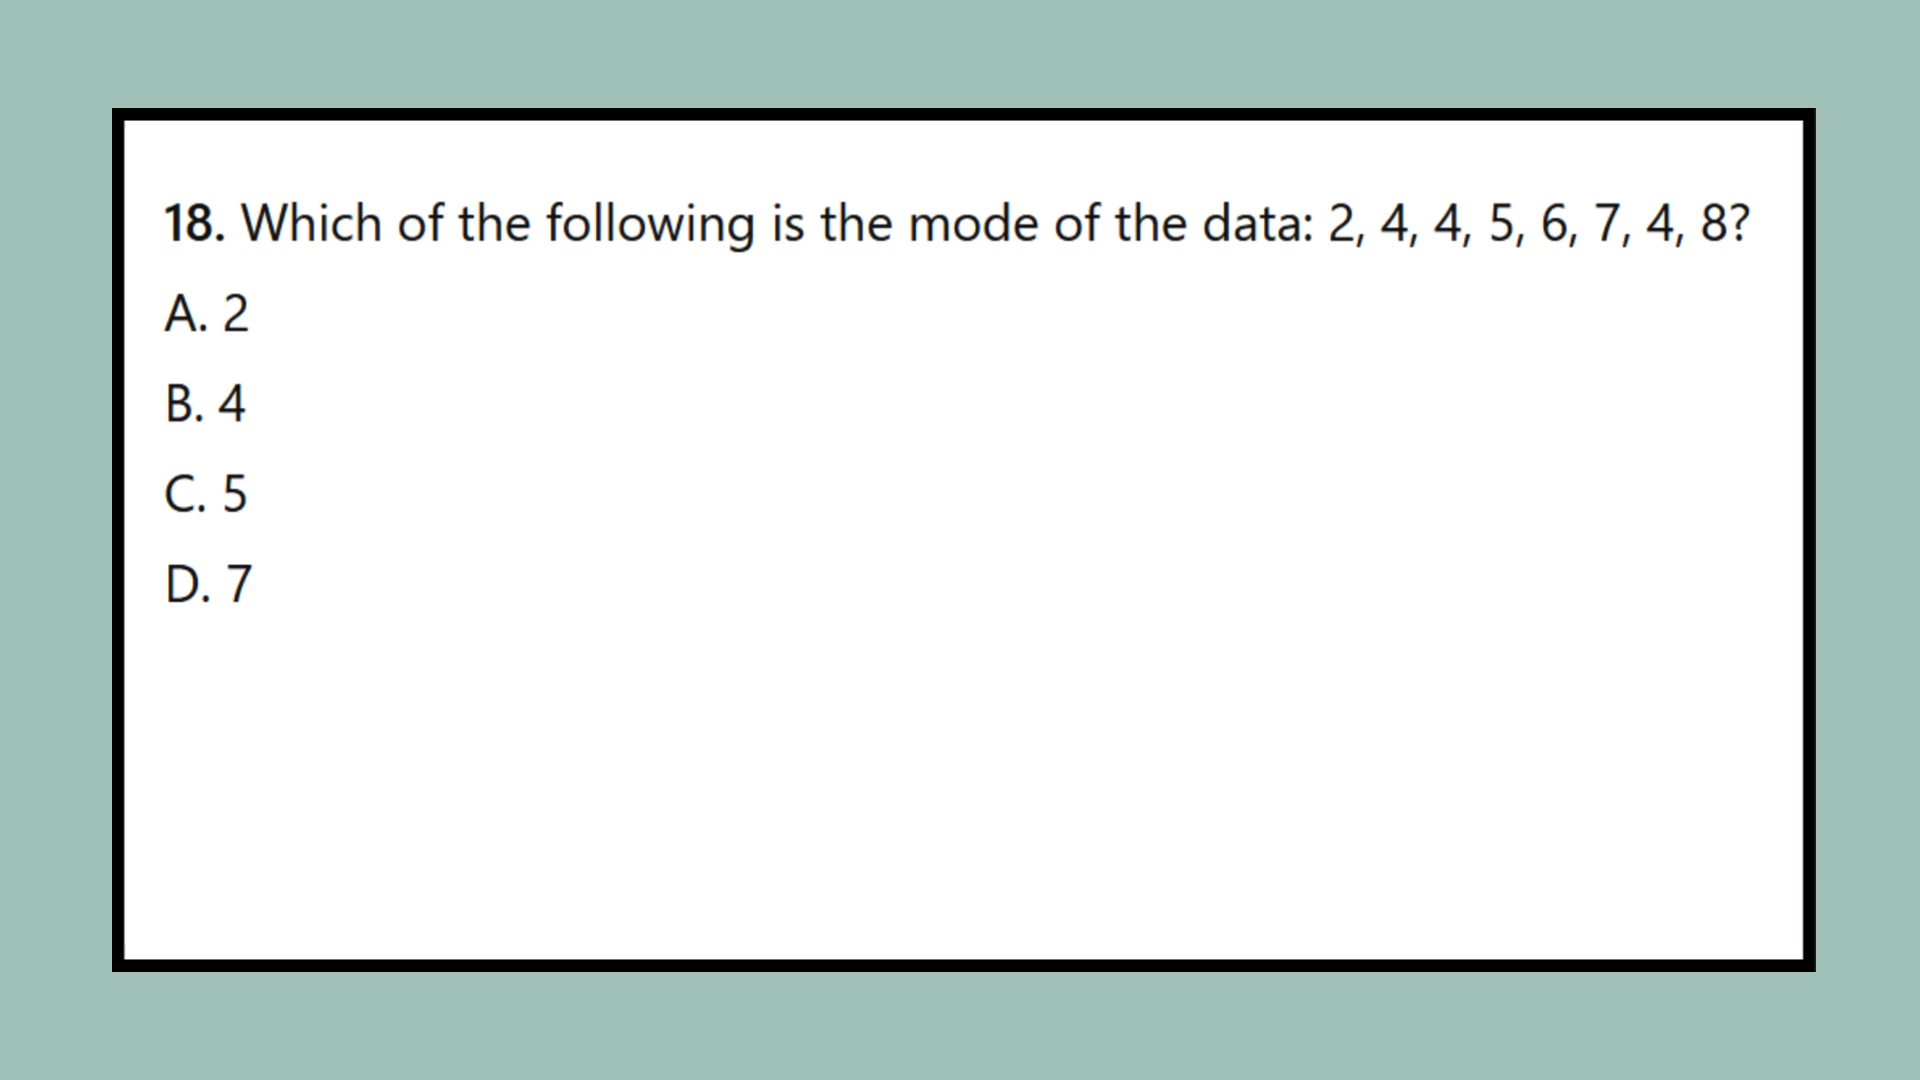 18. Which of the following is the mode of the data: 2, 4, 4, 5, 6, 7, 4, 8?
A. 2
B. 4
C. 5
D. 7